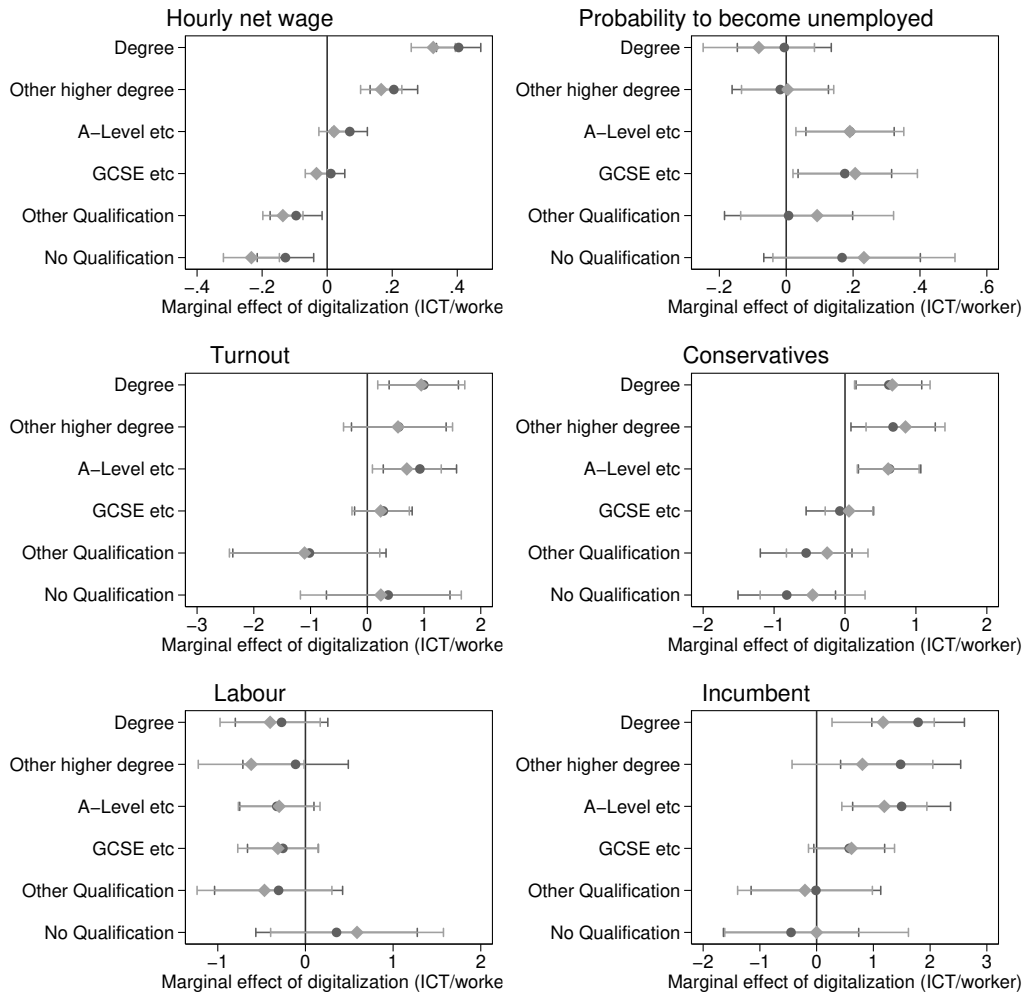 Hourly net wage
Degree
Other higher degree
A−Level etc
GCSE etc
Other Qualification
No Qualification
−.4 −.2 0 .2 .4
Marginal effect of digitalization (ICT/worke
Probability to become unemployed
Degree
Other higher degree
A−Level etc
GCSE etc
Other Qualification
No Qualification
−.2 0 .2 .4 .6
Marginal effect of digitalization (ICT/worker)
Turnout
Degree
Other higher degree
A−Level etc
GCSE etc
Other Qualification
No Qualification
−3 −2 −1 0 1 2
Marginal effect of digitalization (ICT/worke
Conservatives
Degree
Other higher degree
A−Level etc
GCSE etc
Other Qualification
No Qualification
−2 −1 0 1 2
Marginal effect of digitalization (ICT/worker)
Labour
Degree
Other higher degree
A−Level etc
GCSE etc
Other Qualification
No Qualification
−1 0 1 2
Marginal effect of digitalization (ICT/worke
Incumbent
Degree
Other higher degree
A−Level etc
GCSE etc
Other Qualification
No Qualification
−2 −1 0 1 2 3
Marginal effect of digitalization (ICT/worker)